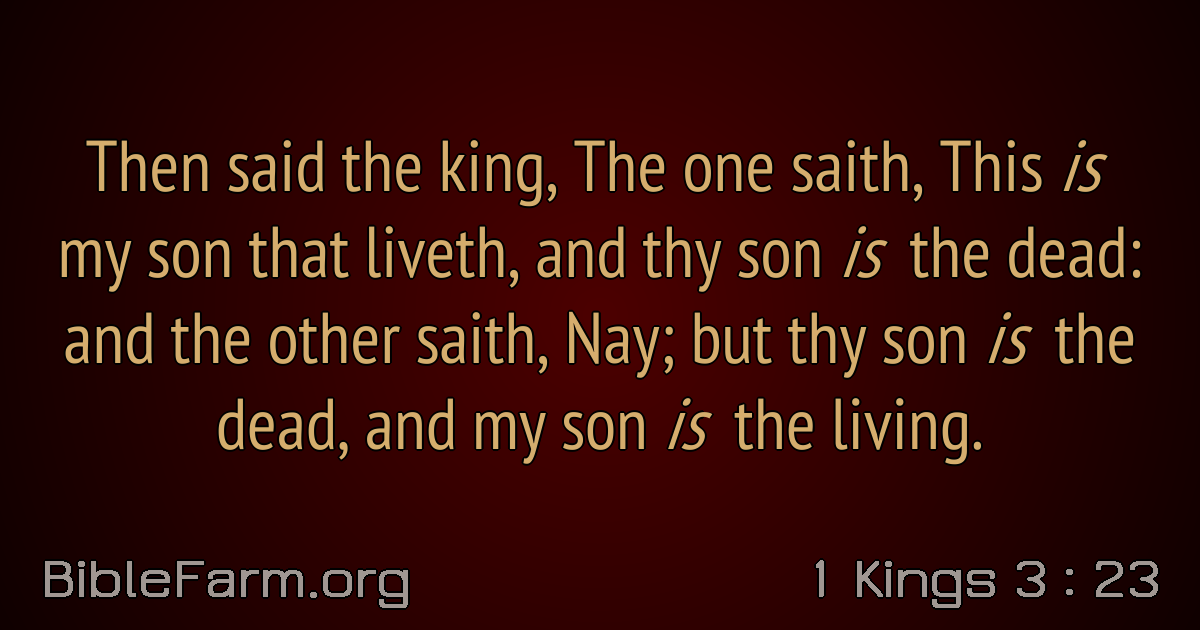 Then said the king, The one saith, This is
my son that liveth, and thy son is the dead:
and the other saith, Nay; but thy son is the
dead, and my son is the living.
BibleFarm.org
1 Kings 3 : 23